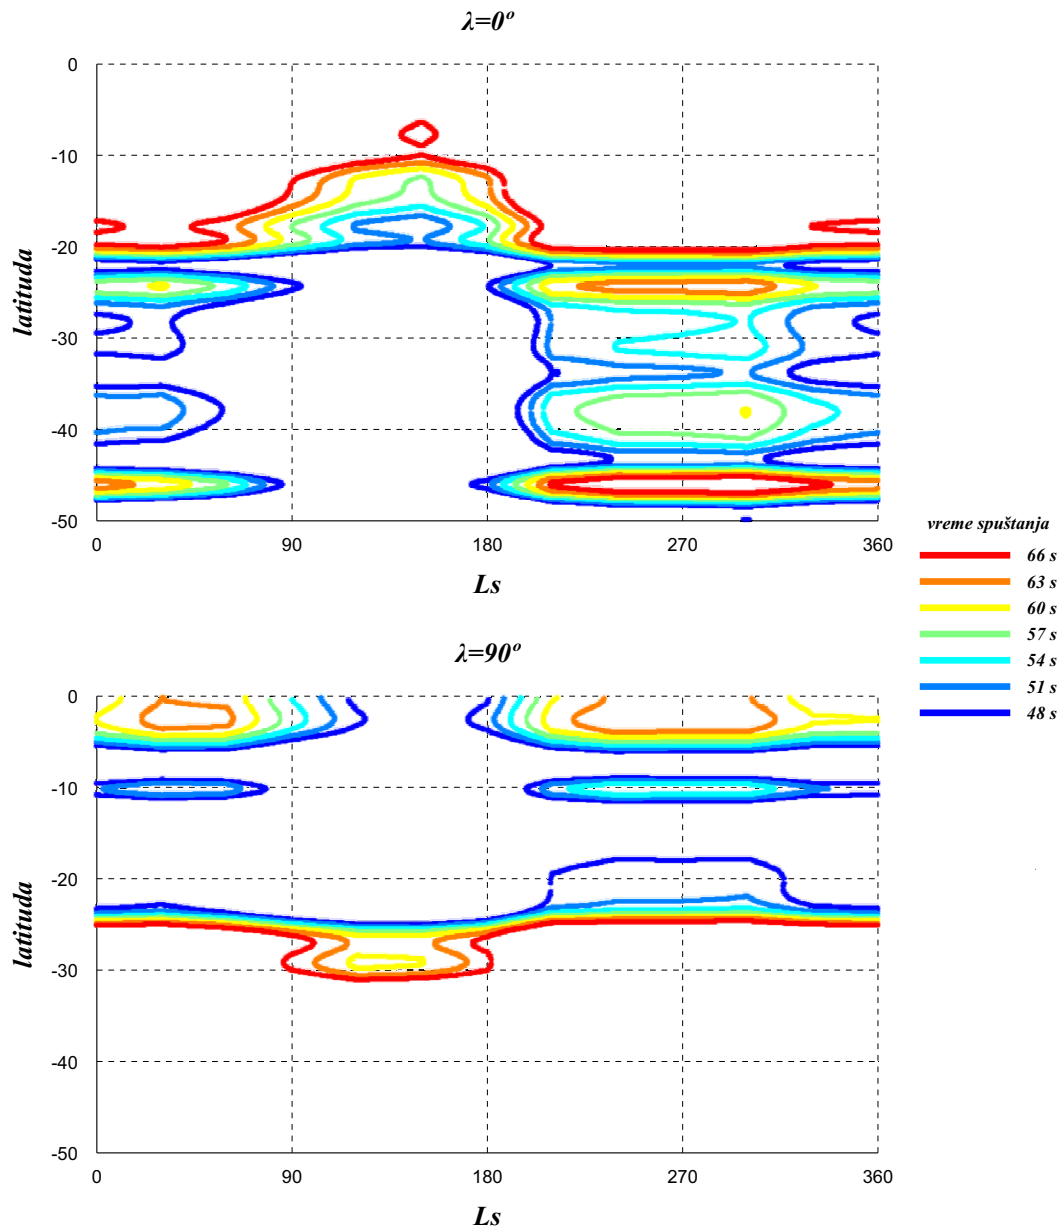 λ=0º
0
-10
-20
-30
-40
-50
latituda
0 90 180 270 360
Ls
vreme spuštanja
66 s
63 s
60 s
57 s
54 s
51 s
48 s
λ=90º
0
-10
-20
-30
-40
-50
latituda
0 90 180 270 360
Ls